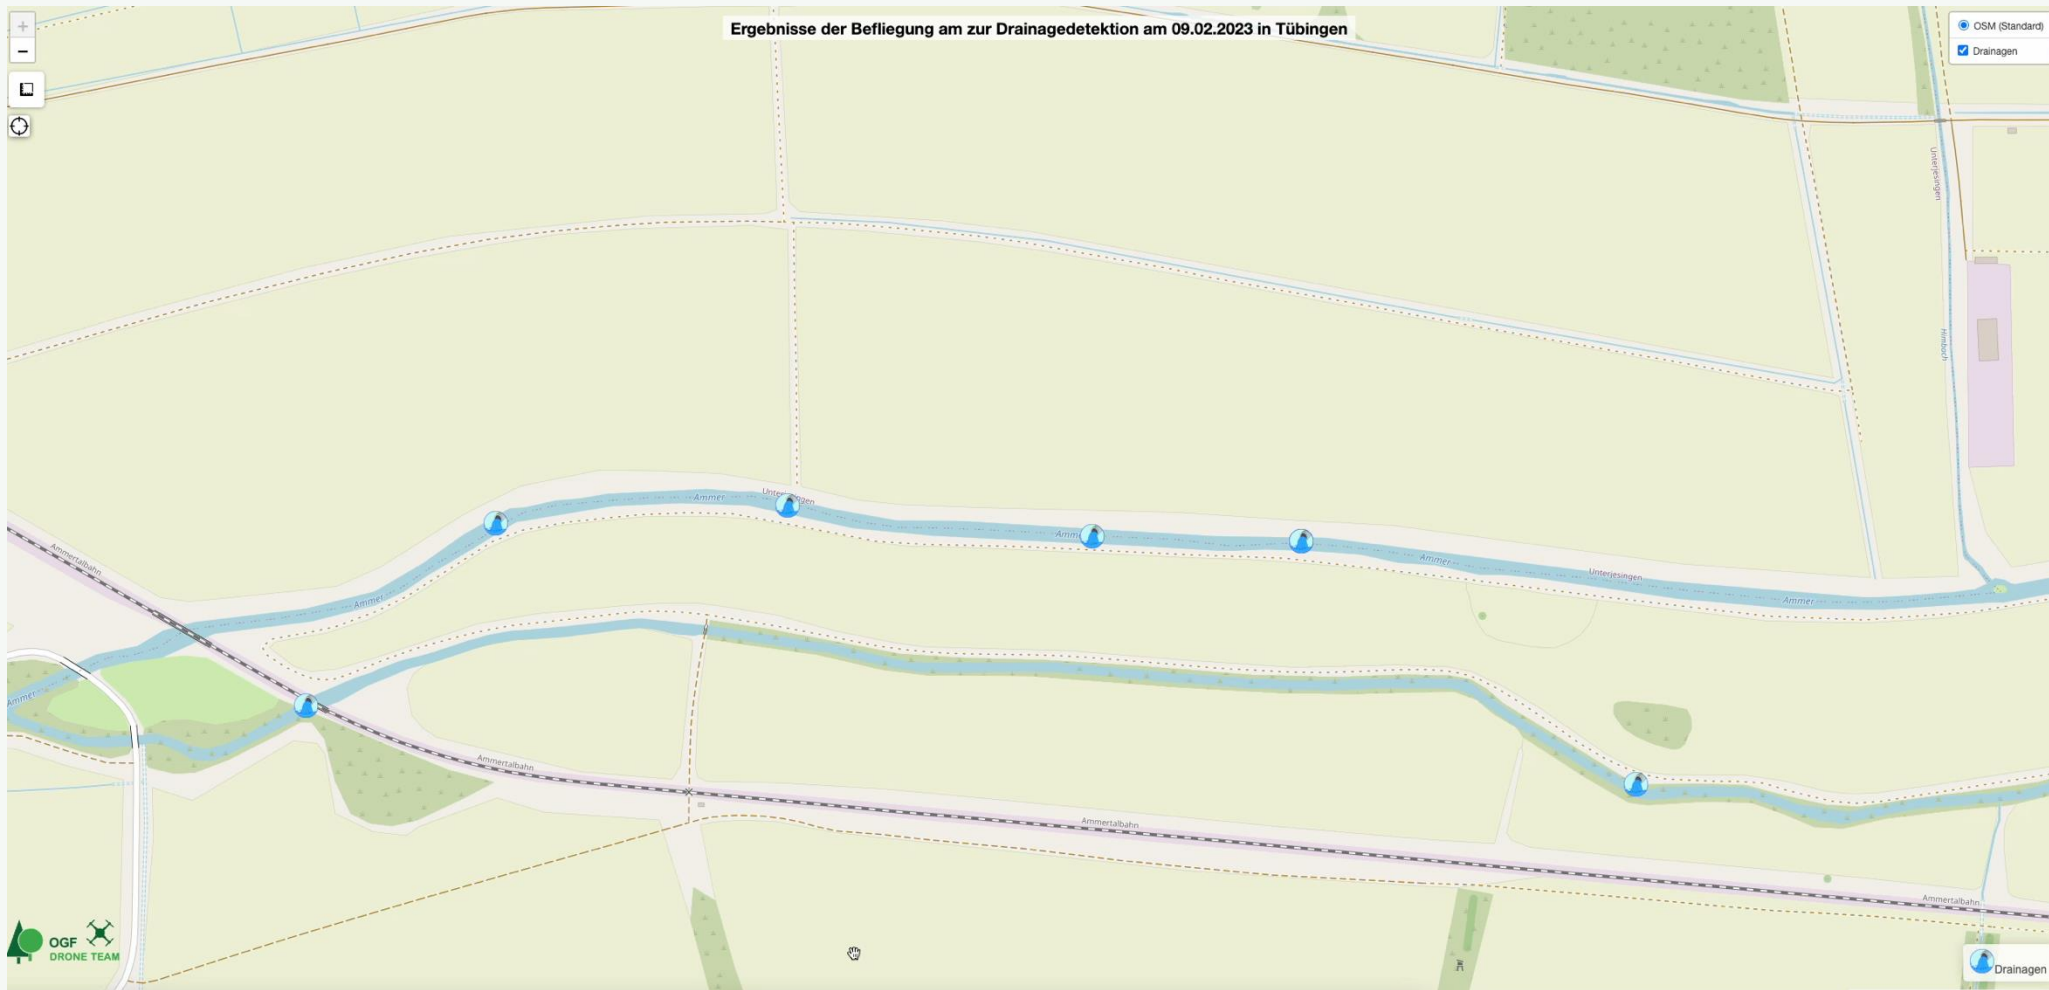 Ergebnisse der Befliegung am zur Drainagedetektion am 09.02.2023 in Tübingen
+
−
OSM (Standard)
Drainagen
Unterjesingen
Himbach
Ammer
Ammer
Ammer
Unterjesingen
Ammer
Unterjesingen
Ammer
Ammertalbahn
Ammer
Ammertalbahn
Ammertalbahn
Ammertalbahn
OGF
DRONE TEAM
Drainagen